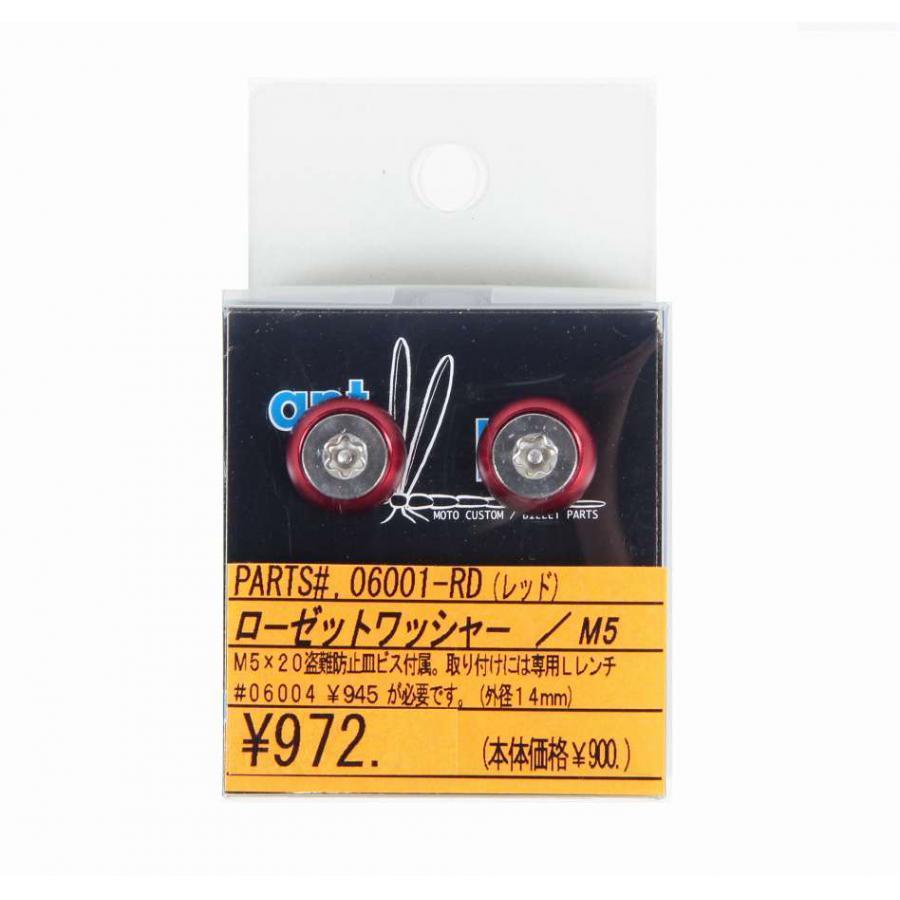 ant
MOTO CUSTOM / BILLET PARTS
PARTS#, 06001-RD (レッド)
ローゼットワッシャー ／ M5
M5×20盗難防止皿ビス付属。取り付けには専用Lレンチ
#06004 ¥945 が必要です。(外径14mm)
¥972.
(本体価格¥900.)